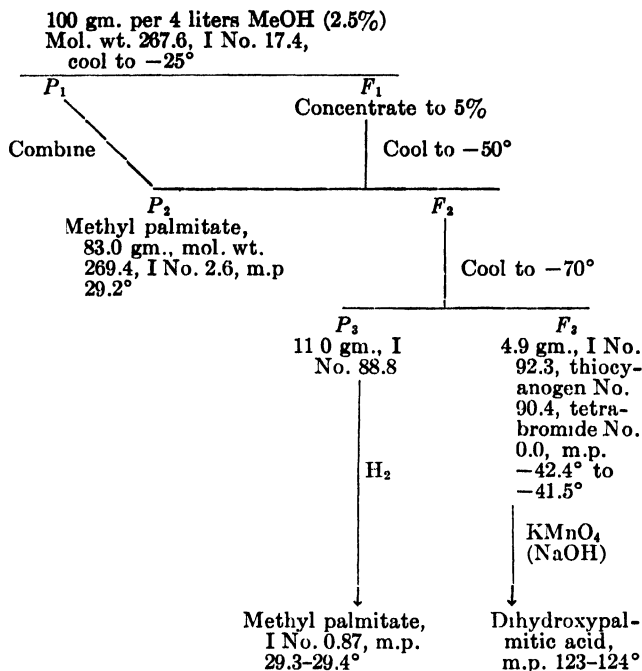 100 gm. per 4 liters MeOH (2.5%)
Mol. wt. 267.6, I No. 17.4,
cool to −25°
P₁ F₁
Concentrate to 5%
Combine
Cool to −50°
P₂ F₂
Methyl palmitate,
83.0 gm., mol. wt.
269.4, I No. 2.6, m.p
29.2°
Cool to −70°
P₃ F₃
11 0 gm., I
No. 88.8
4.9 gm., I No.
92.3, thiocy-
anogen No.
90.4, tetra-
bromide No.
0.0, m.p.
−42.4° to
−41.5°
H₂
KMnO₄
(NaOH)
Methyl palmitate,
I No. 0.87, m.p.
29.3–29.4°
Dihydroxypal-
mitic acid,
m.p. 123–124°